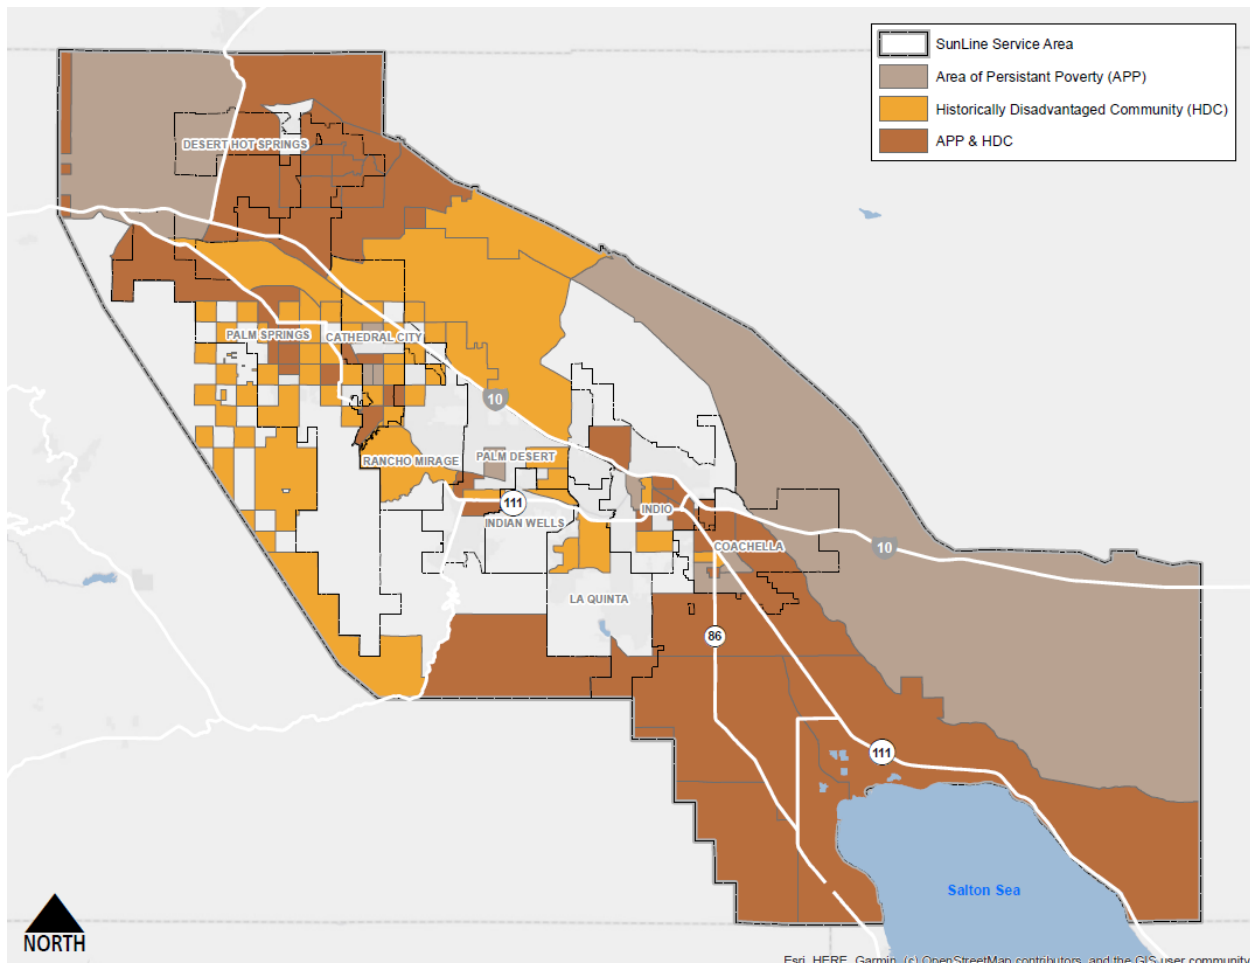 SunLine Service Area
Area of Persistant Poverty (APP)
Historically Disadvantaged Community (HDC)
APP & HDC
DESERT HOT SPRINGS
PALM SPRINGS
CATHEDRAL CITY
10
RANCHO MIRAGE
PALM DESERT
111
INDIAN WELLS
INDIO
COACHELLA
10
LA QUINTA
86
111
Salton Sea
NORTH
Esri, HERE, Garmin, (c) OpenStreetMap contributors, and the GIS user community